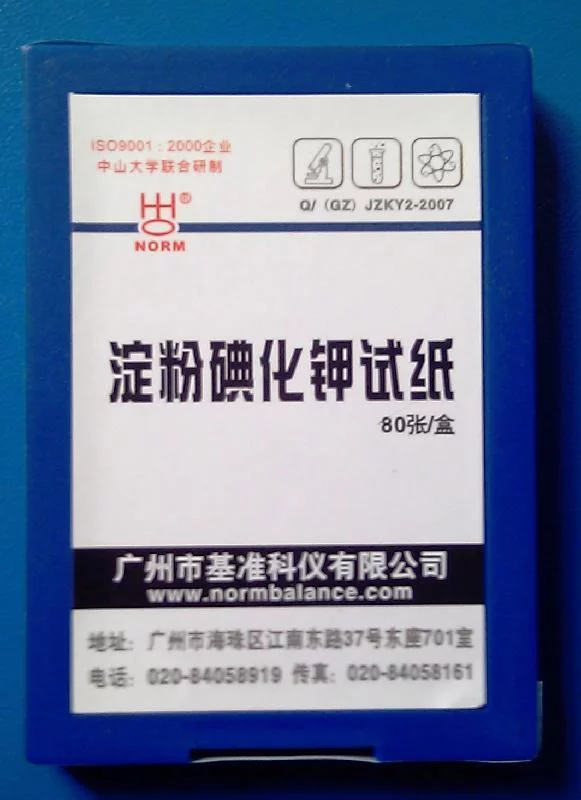 ISO9001：2000企业
中山大学联合研制
®
NORM
Q/（GZ）JZKY2-2007
淀粉碘化钾试纸
80张/盒
广州市基准科仪有限公司
www.normbalance.com
地址：广州市海珠区江南东路37号东座701室
电话：020-84058919 传真：020-84058161